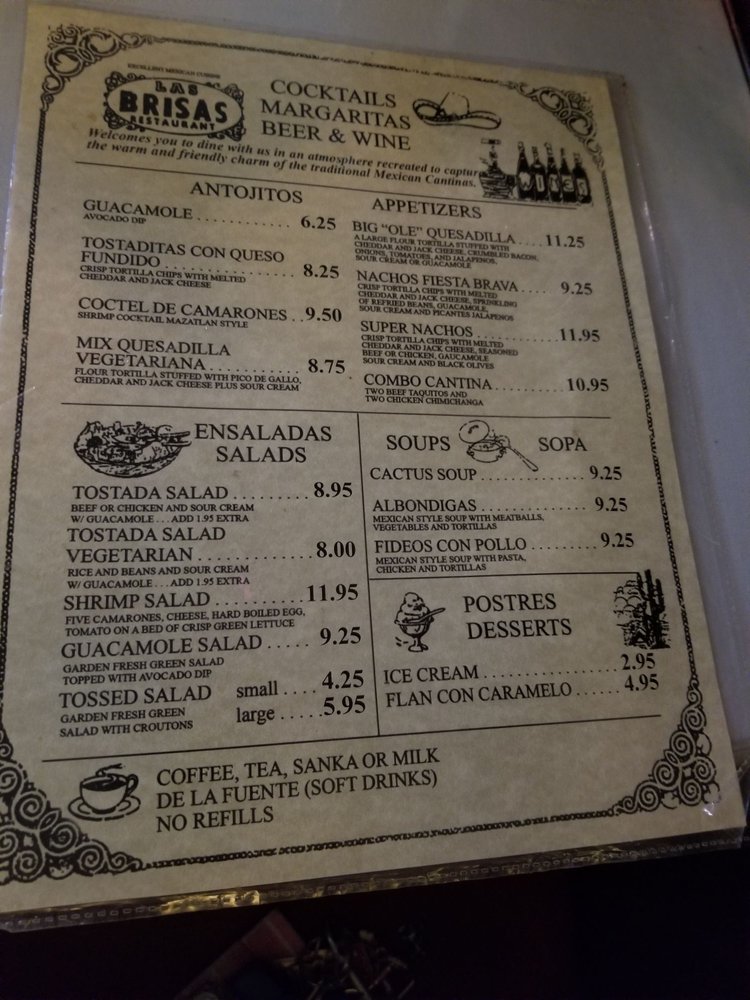 EXCELLENT MEXICAN CUISINE
LAS
BRISAS
RESTAURANT
COCKTAILS
MARGARITAS
BEER & WINE
Welcomes you to dine with us in an atmosphere recreated to capture
the warm and friendly charm of the traditional Mexican Cantinas.
WINES
ANTOJITOS
GUACAMOLE . . . . . . . . . . . . 6.25
AVOCADO DIP
TOSTADITAS CON QUESO
FUNDIDO . . . . . . . . . . . . . . . 8.25
CRISP TORTILLA CHIPS WITH MELTED
CHEDDAR AND JACK CHEESE
COCTEL DE CAMARONES . . 9.50
SHRIMP COCKTAIL MAZATLAN STYLE
MIX QUESADILLA
VEGETARIANA . . . . . . . . . . . 8.75
FLOUR TORTILLA STUFFED WITH PICO DE GALLO,
CHEDDAR AND JACK CHEESE PLUS SOUR CREAM
APPETIZERS
BIG "OLE" QUESADILLA . . . . 11.25
A LARGE FLOUR TORTILLA STUFFED WITH
CHEDDAR AND JACK CHEESE, CRUMBLED BACON,
ONIONS, TOMATOES, AND JALAPENOS,
SOUR CREAM OR GUACAMOLE
NACHOS FIESTA BRAVA . . . . 9.25
CRISP TORTILLA CHIPS WITH MELTED
CHEDDAR AND JACK CHEESE, SPRINKLING
OF REFRIED BEANS, GUACAMOLE,
SOUR CREAM AND PICANTES JALAPENOS
SUPER NACHOS . . . . . . . . . . . 11.95
CRISP TORTILLA CHIPS WITH MELTED
CHEDDAR AND JACK CHEESE, SEASONED
BEEF OR CHICKEN, GAUCAMOLE
SOUR CREAM AND BLACK OLIVES
COMBO CANTINA . . . . . . . . . . 10.95
TWO BEEF TAQUITOS AND
TWO CHICKEN CHIMICHANGA
ENSALADAS
SALADS
TOSTADA SALAD . . . . . . . . . 8.95
BEEF OR CHICKEN AND SOUR CREAM
W/ GUACAMOLE . . . ADD 1.95 EXTRA
TOSTADA SALAD
VEGETARIAN . . . . . . . . . . . . . 8.00
RICE AND BEANS AND SOUR CREAM
W/ GUACAMOLE . . . ADD 1.95 EXTRA
SHRIMP SALAD . . . . . . . . . . 11.95
FIVE CAMARONES, CHEESE, HARD BOILED EGG,
TOMATO ON A BED OF CRISP GREEN LETTUCE
GUACAMOLE SALAD . . . . . 9.25
GARDEN FRESH GREEN SALAD
TOPPED WITH AVOCADO DIP
TOSSED SALAD small . . . . 4.25
GARDEN FRESH GREEN large . . . . . 5.95
SALAD WITH CROUTONS
SOUPS SOPA
CACTUS SOUP . . . . . . . . . . . . . . 9.25
ALBONDIGAS . . . . . . . . . . . . . . 9.25
MEXICAN STYLE SOUP WITH MEATBALLS,
VEGETABLES AND TORTILLAS
FIDEOS CON POLLO . . . . . . . . . 9.25
MEXICAN STYLE SOUP WITH PASTA,
CHICKEN AND TORTILLAS
POSTRES
DESSERTS
ICE CREAM . . . . . . . . . . . . . . . . . . 2.95
FLAN CON CARAMELO . . . . . . 4.95
COFFEE, TEA, SANKA OR MILK
DE LA FUENTE (SOFT DRINKS)
NO REFILLS